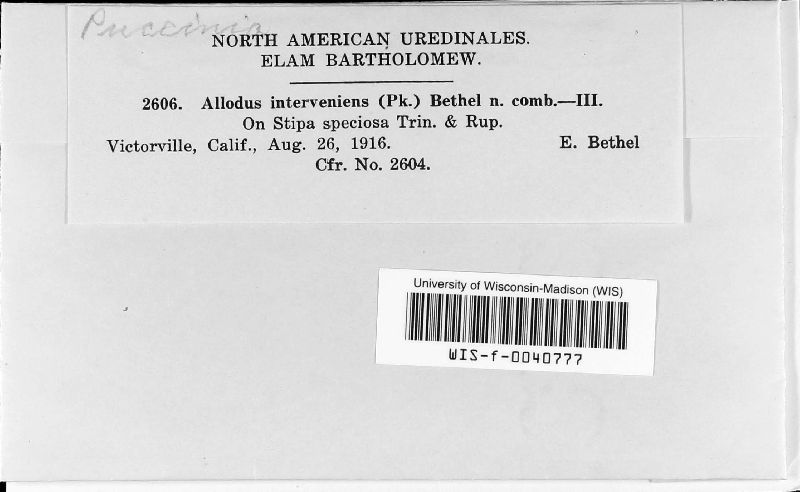 Puccinia
NORTH AMERICAN UREDINALES.
ELAM BARTHOLOMEW.
2606. Allodus interveniens (Pk.) Bethel n. comb.—III.
On Stipa speciosa Trin. & Rup.
Victorville, Calif., Aug. 26, 1916. E. Bethel
Cfr. No. 2604.
University of Wisconsin-Madison (WIS)
WIS-f-0040777